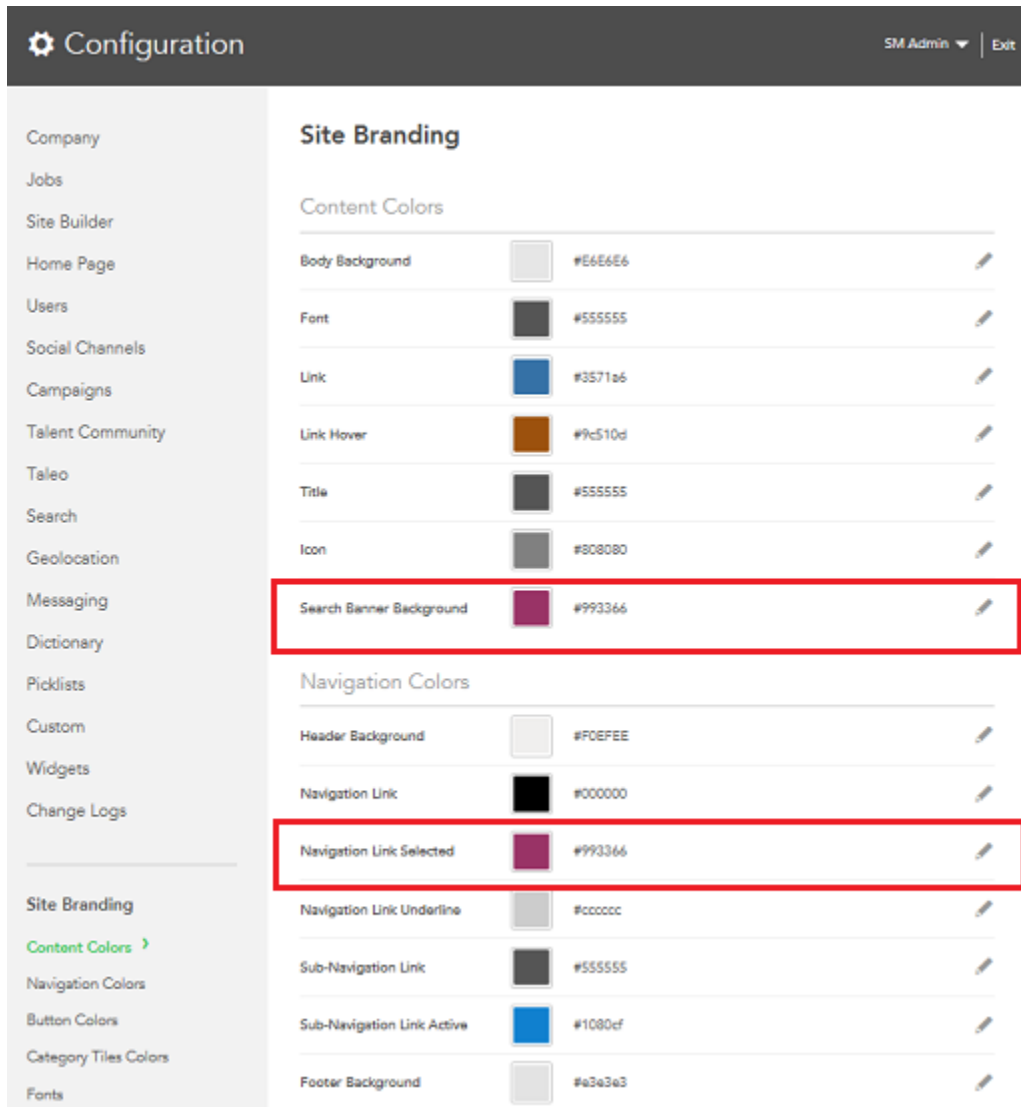 Configuration
SM Admin
Exit
Company
Jobs
Site Builder
Home Page
Users
Social Channels
Campaigns
Talent Community
Taleo
Search
Geolocation
Messaging
Dictionary
Picklists
Custom
Widgets
Change Logs
Site Branding
Content Colors
Navigation Colors
Button Colors
Category Tiles Colors
Fonts
Site Branding
Content Colors
Body Background #E6E6E6
Font #555555
Link #3571a6
Link Hover #9c510d
Title #555555
Icon #808080
Search Banner Background #993366
Navigation Colors
Header Background #F0EFEE
Navigation Link #000000
Navigation Link Selected #993366
Navigation Link Underline #cccccc
Sub-Navigation Link #555555
Sub-Navigation Link Active #1080cf
Footer Background #e3e3e3